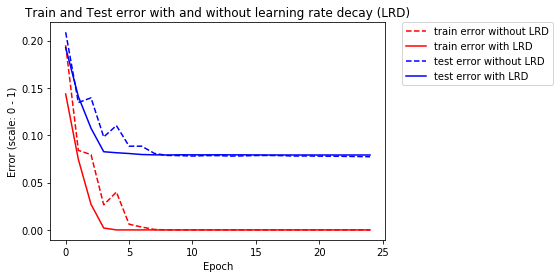 Train and Test error with and without learning rate decay (LRD)
train error without LRD
train error with LRD
test error without LRD
test error with LRD
Error (scale: 0 - 1)
0.20
0.15
0.10
0.05
0.00
0
5
10
15
20
25
Epoch